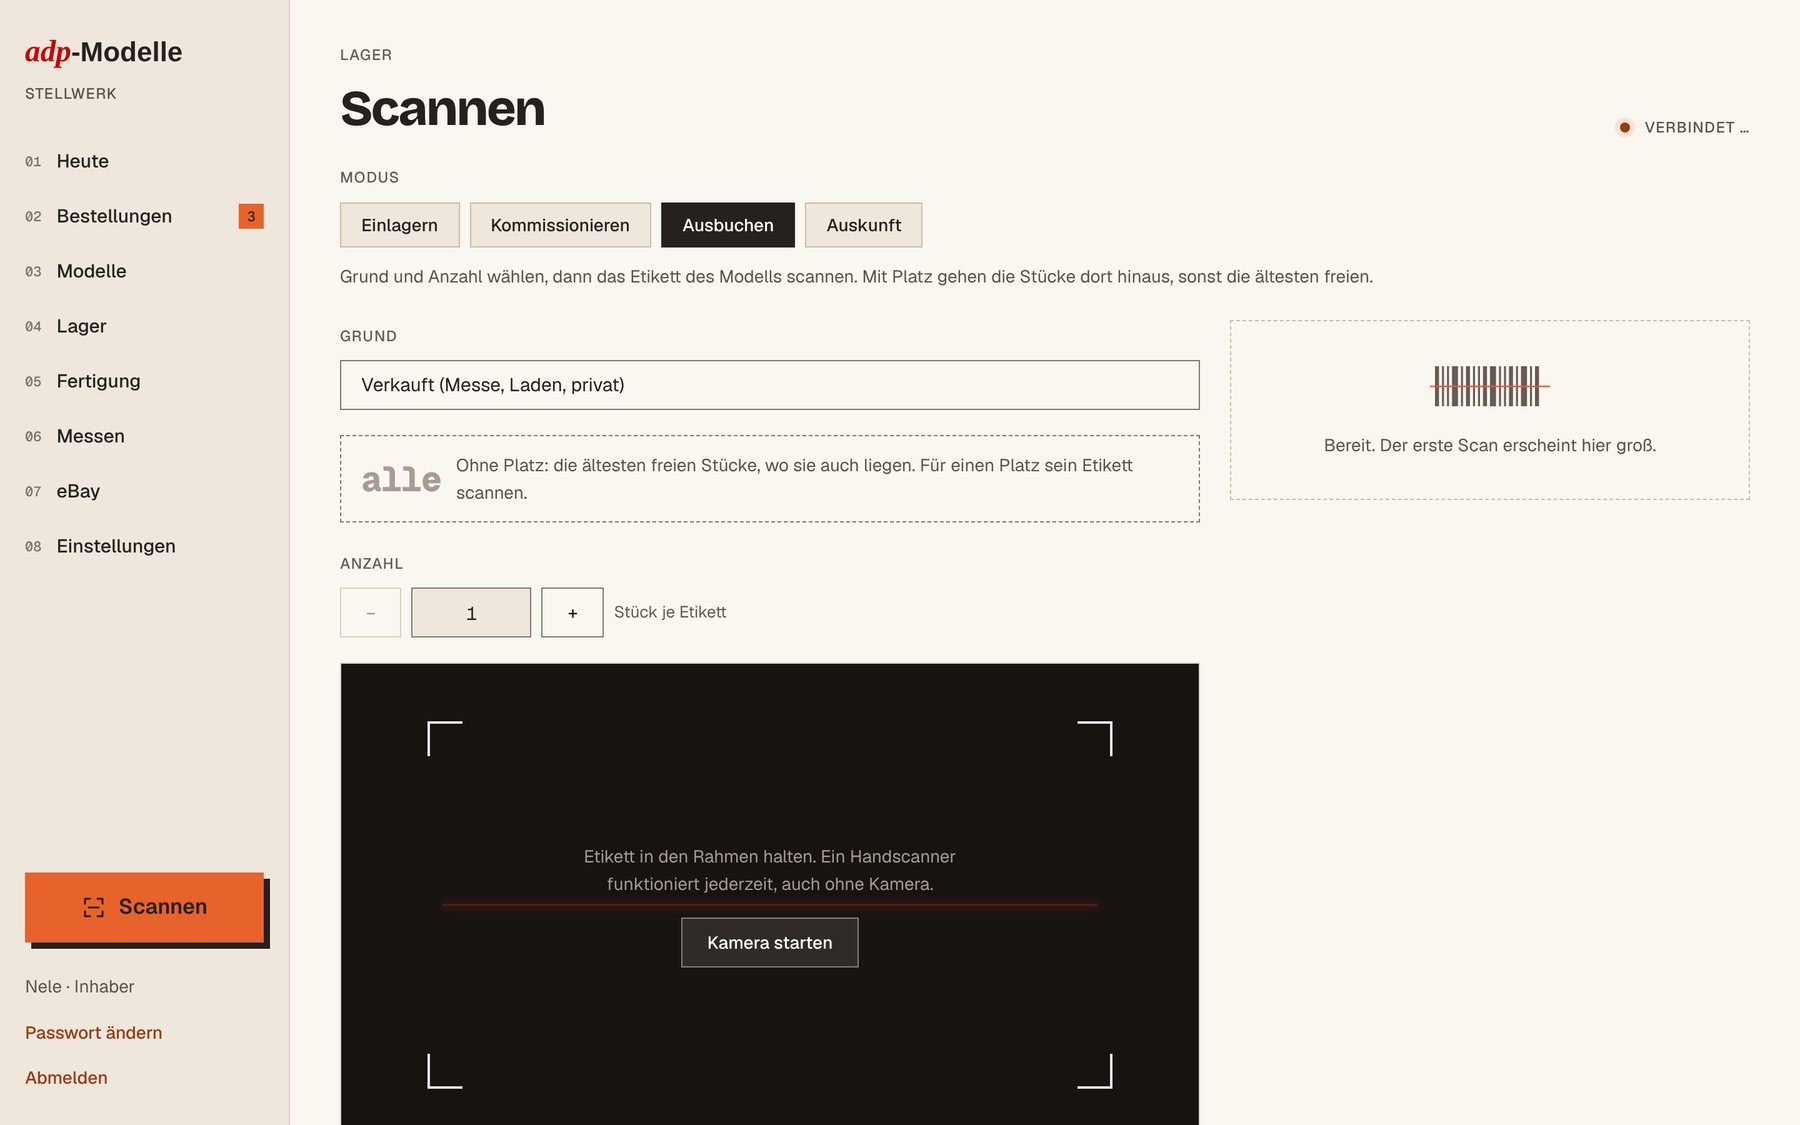 adp-Modelle
STELLWERK
01 Heute
02 Bestellungen 3
03 Modelle
04 Lager
05 Fertigung
06 Messen
07 eBay
08 Einstellungen
Scannen
Nele · Inhaber
Passwort ändern
Abmelden
LAGER
Scannen
VERBINDET …
MODUS
Einlagern Kommissionieren Ausbuchen Auskunft
Grund und Anzahl wählen, dann das Etikett des Modells scannen. Mit Platz gehen die Stücke dort hinaus, sonst die ältesten freien.
GRUND
Verkauft (Messe, Laden, privat)
alle
Ohne Platz: die ältesten freien Stücke, wo sie auch liegen. Für einen Platz sein Etikett
scannen.
ANZAHL
− 1 + Stück je Etikett
Etikett in den Rahmen halten. Ein Handscanner
funktioniert jederzeit, auch ohne Kamera.
Kamera starten
Bereit. Der erste Scan erscheint hier groß.